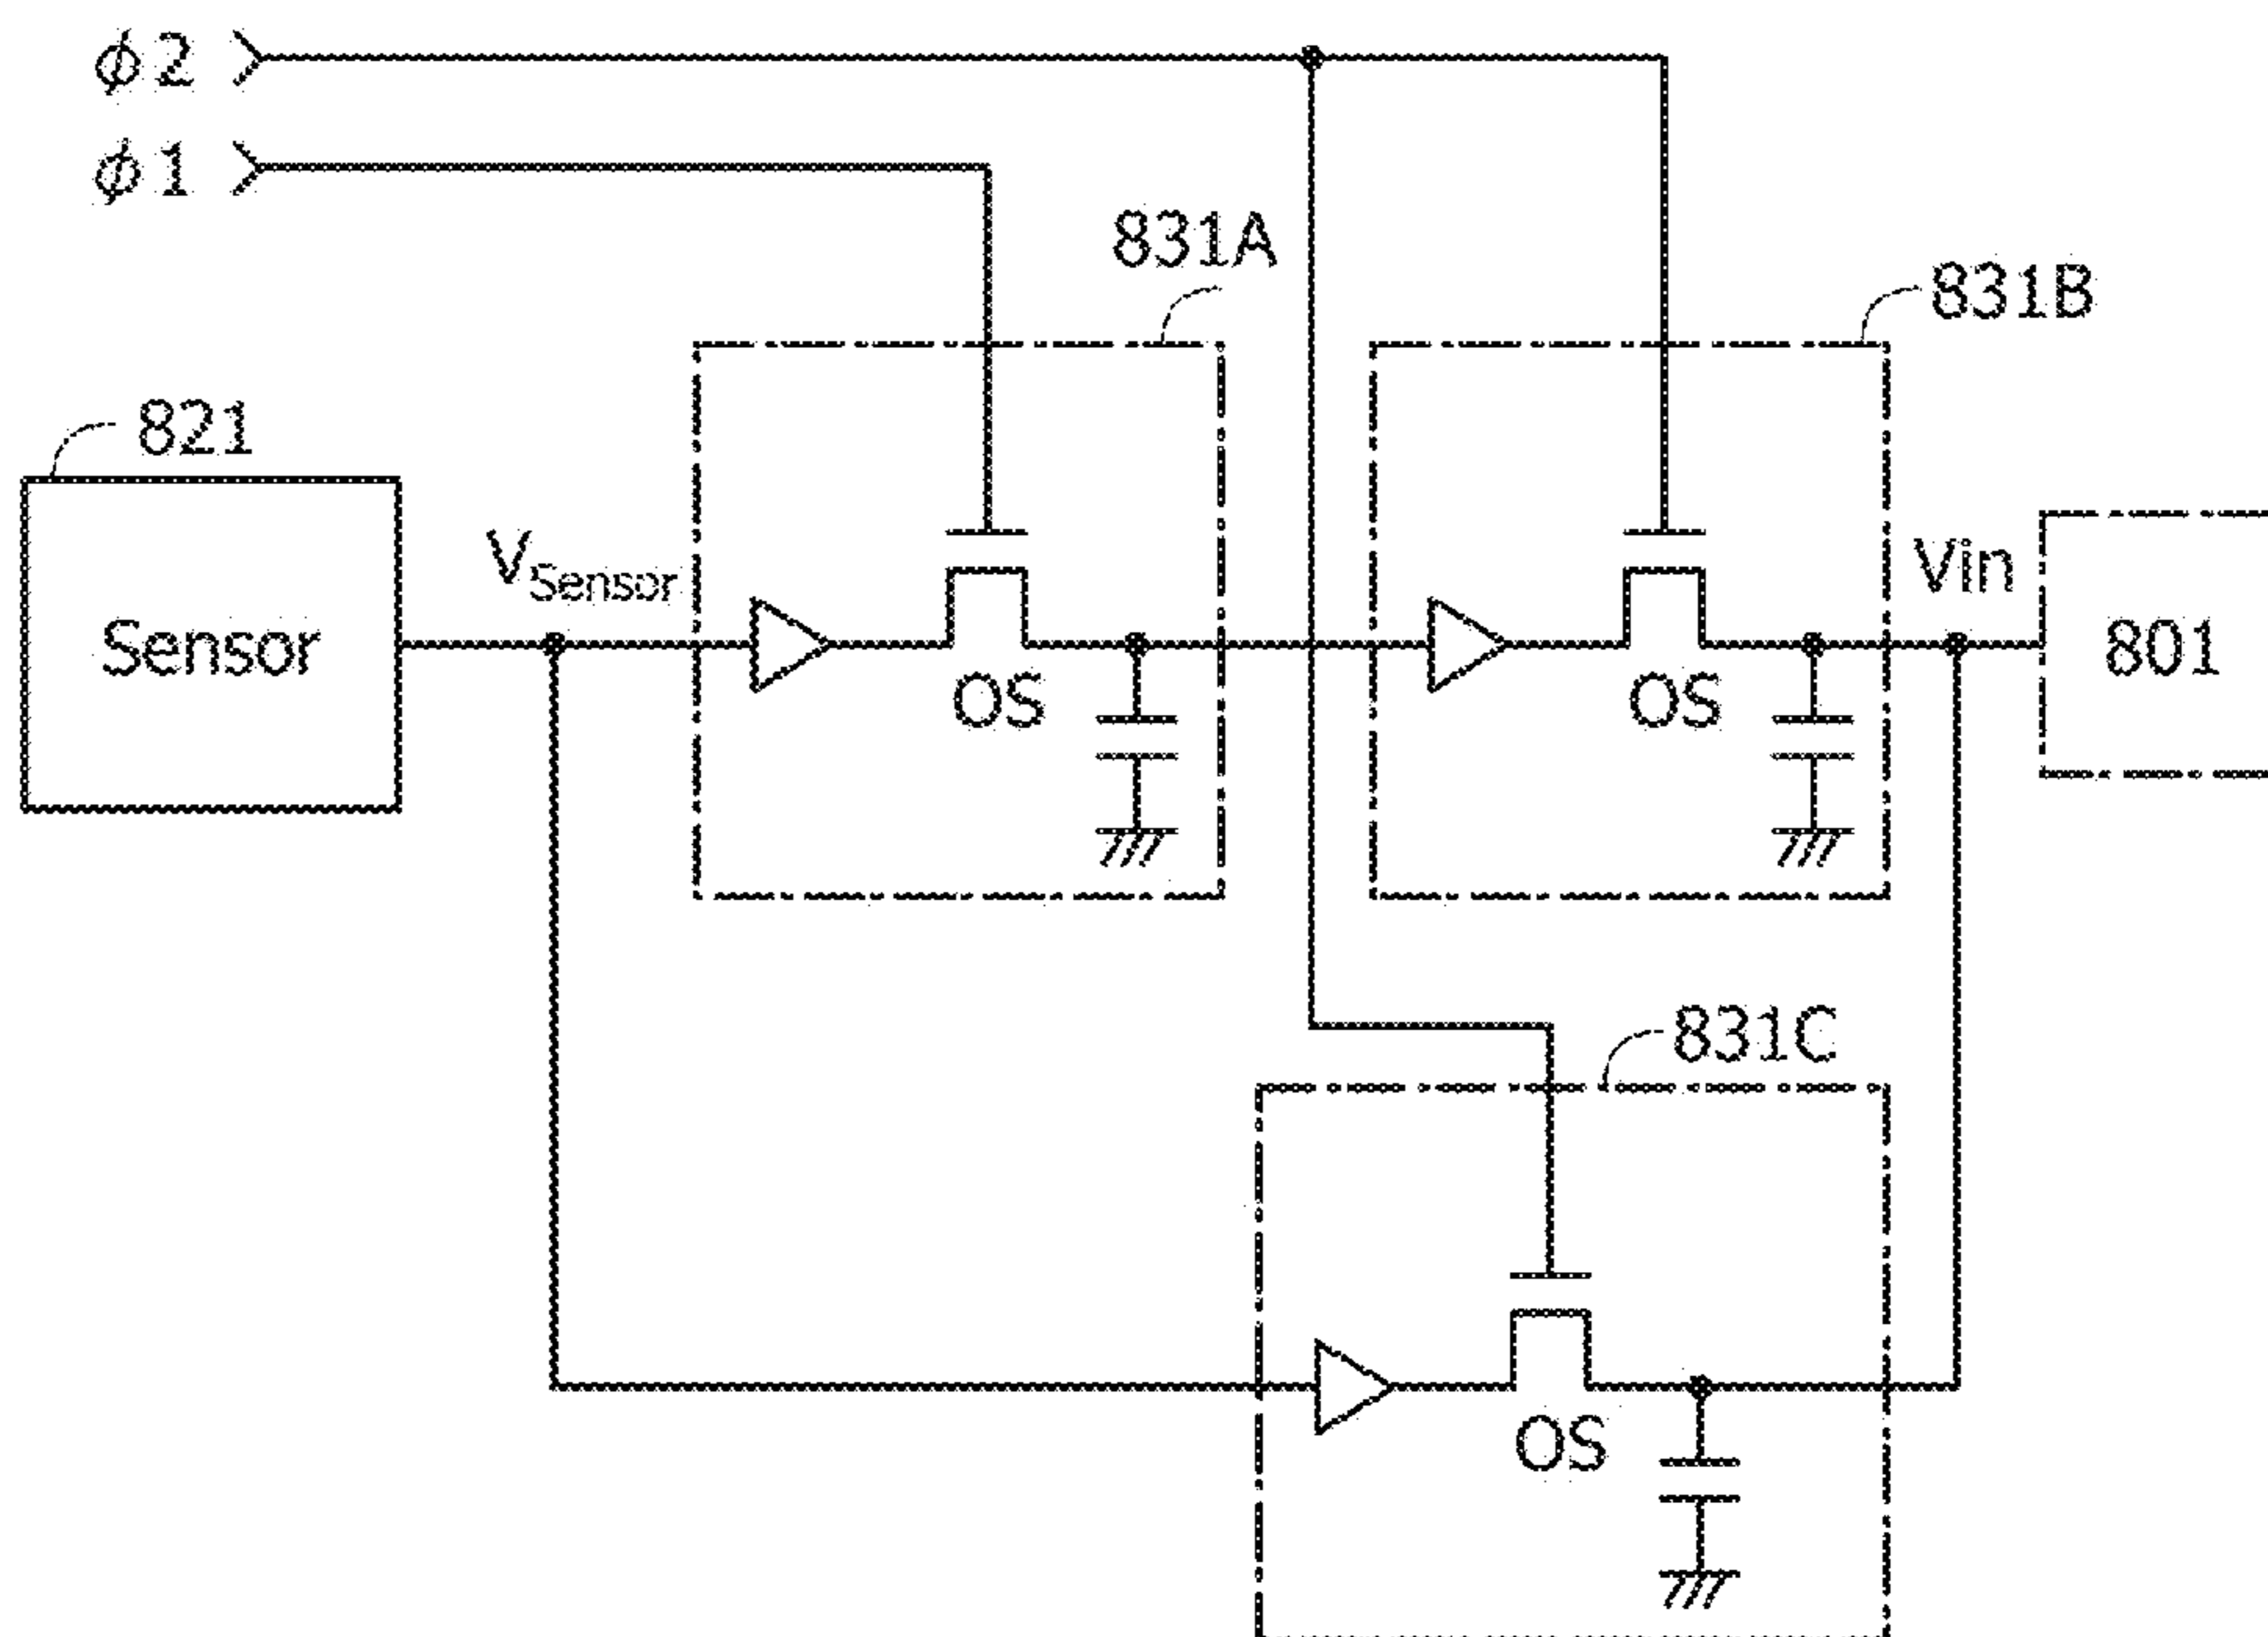 ϕ2
ϕ1
831A
831B
821
V_Sensor
Vin
Sensor
801
OS
OS
831C
OS